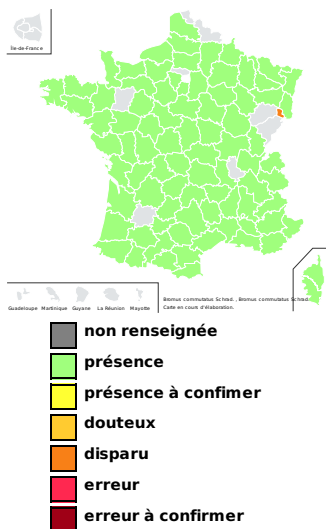 Île-de-France
Guadeloupe Martinique Guyane La Réunion Mayotte
Bromus commutatus Schrad. , Bromus commutatus Schrad.
Carte en cours d'élaboration.
non renseignée
présence
présence à confimer
douteux
disparu
erreur
erreur à confirmer